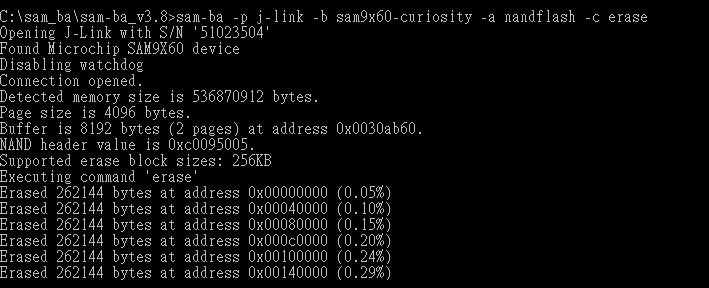 C:\sam_ba\sam-ba_v3.8>sam-ba -p j-link -b sam9x60-curiosity -a nandflash -c erase
Opening J-Link with S/N '51023504'
Found Microchip SAM9X60 device
Disabling watchdog
Connection opened.
Detected memory size is 536870912 bytes.
Page size is 4096 bytes.
Buffer is 8192 bytes (2 pages) at address 0x0030ab60.
NAND header value is 0xc0095005.
Supported erase block sizes: 256KB
Executing command 'erase'
Erased 262144 bytes at address 0x00000000 (0.05%)
Erased 262144 bytes at address 0x00040000 (0.10%)
Erased 262144 bytes at address 0x00080000 (0.15%)
Erased 262144 bytes at address 0x000c0000 (0.20%)
Erased 262144 bytes at address 0x00100000 (0.24%)
Erased 262144 bytes at address 0x00140000 (0.29%)